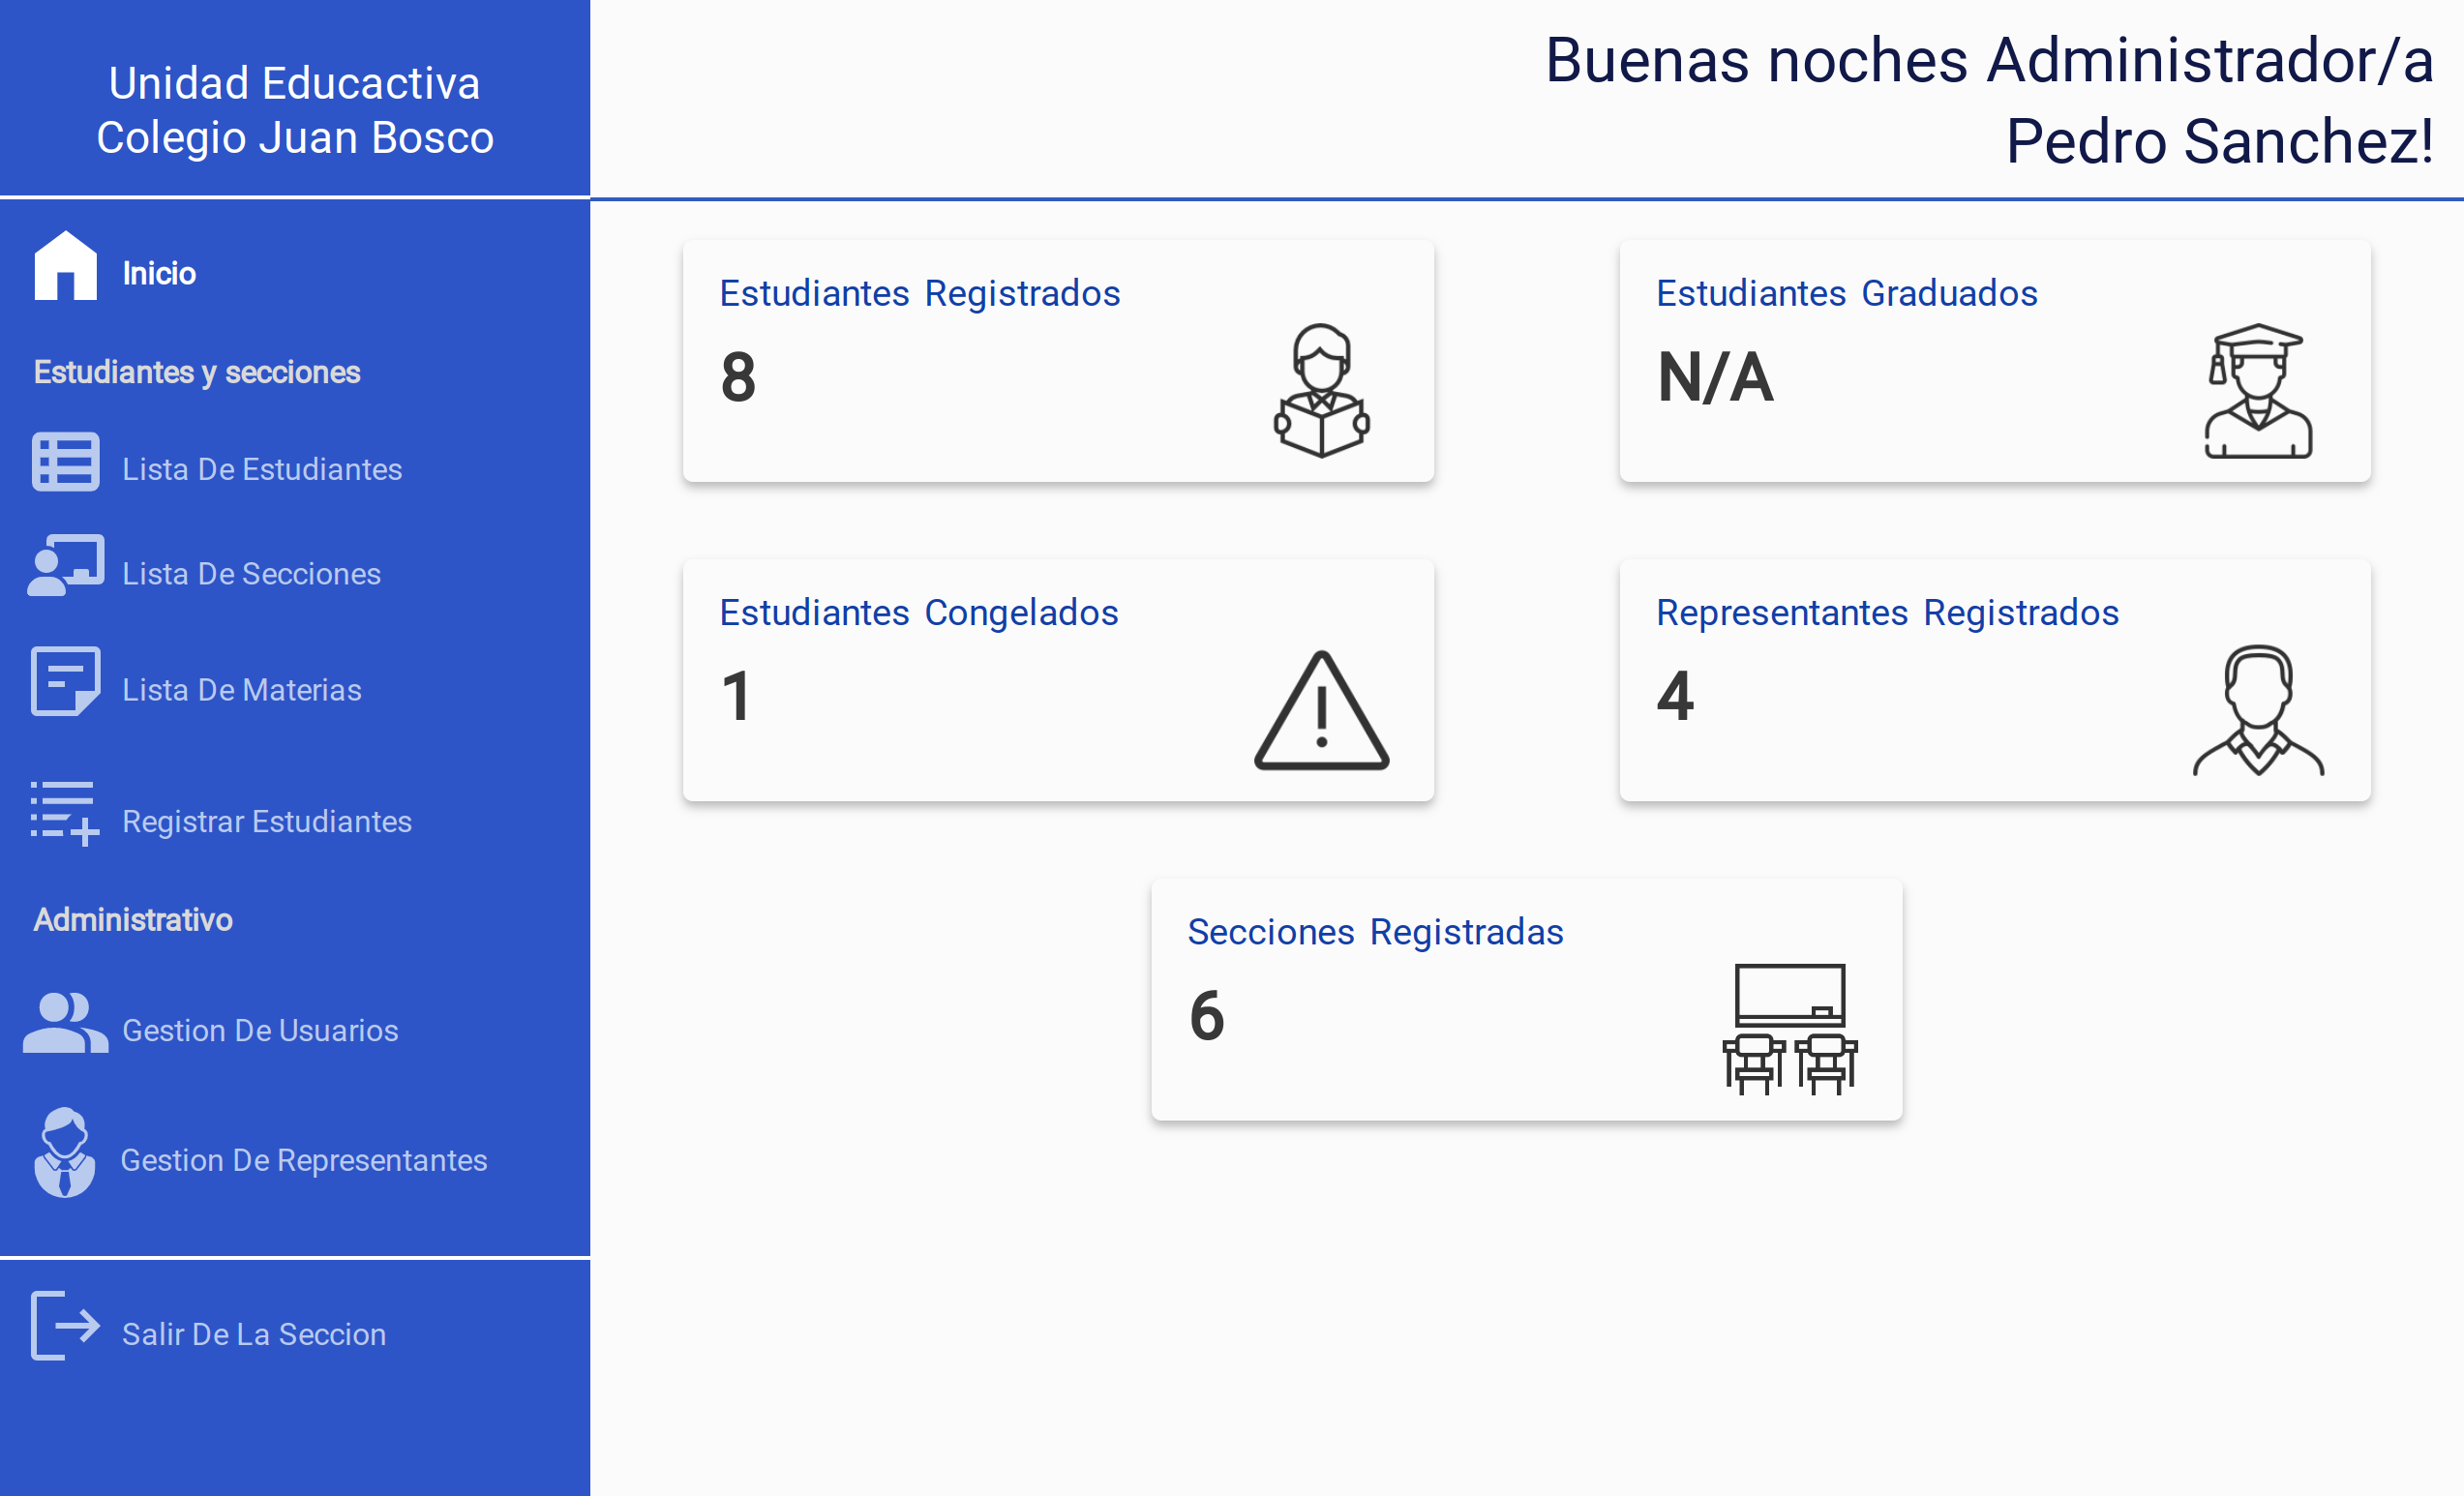 Unidad Educactiva
Colegio Juan Bosco
Inicio
Estudiantes y secciones
Lista De Estudiantes
Lista De Secciones
Lista De Materias
Registrar Estudiantes
Administrativo
Gestion De Usuarios
Gestion De Representantes
Salir De La Seccion
Buenas noches Administrador/a
Pedro Sanchez!
Estudiantes Registrados
8
Estudiantes Graduados
N/A
Estudiantes Congelados
1
Representantes Registrados
4
Secciones Registradas
6